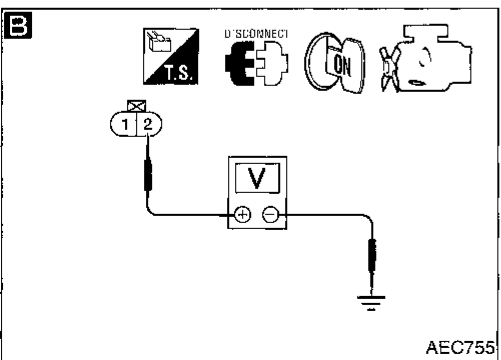 B
D'SCONNECT
T.S.
ON
1 2
V
+ −
AEC755